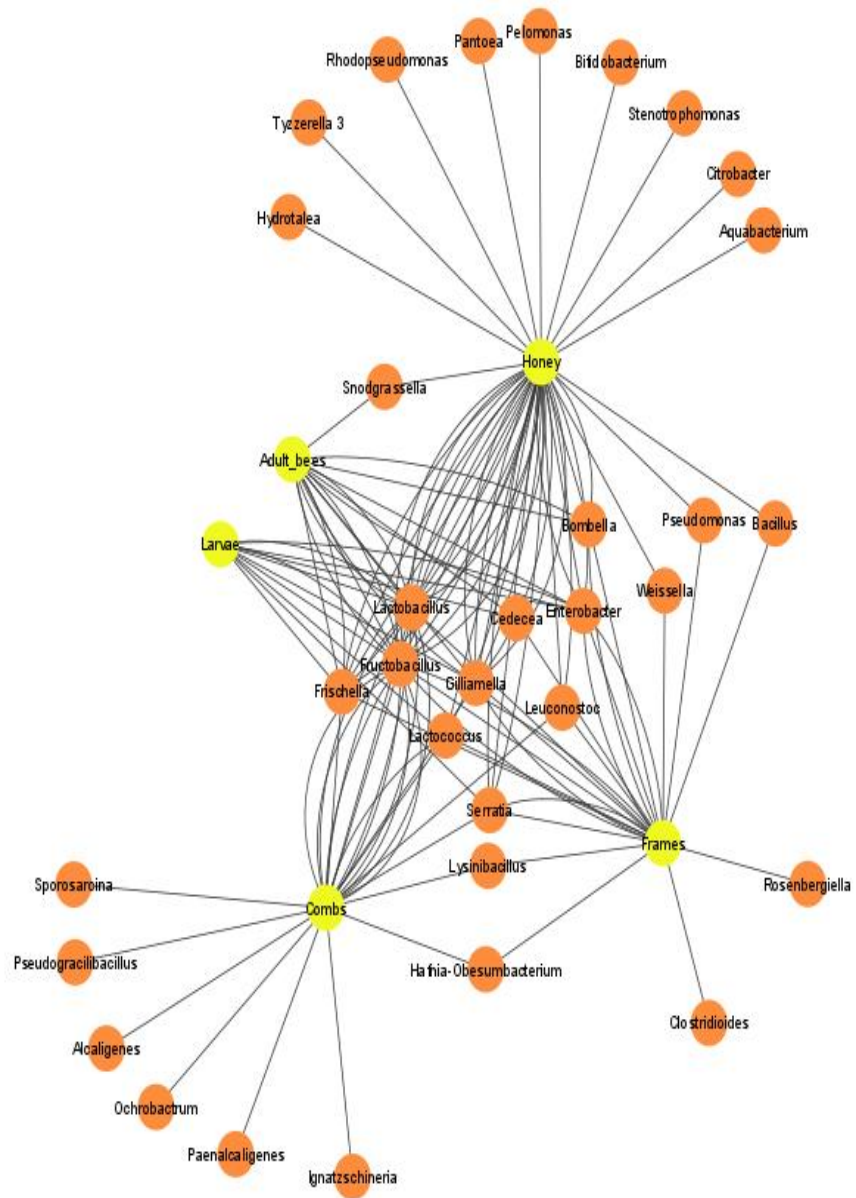 Pelomonas
Pantoea
Rhodopseudomonas
Bifidobacterium
Stenotrophomonas
Tyzzerella 3
Citrobacter
Hydrotalea
Aquabacterium
Honey
Snodgrassella
Adult_bees
Bombella
Pseudomonas
Bacillus
Larvae
Weissella
Lactobacillus
Cedecea
Enterobacter
Fructobacillus
Gilliamella
Frischella
Leuconostoc
Lactococcus
Serratia
Frames
Lysinibacillus
Rosenbergiella
Sporosarcina
Combs
Pseudogracilibacillus
Hafnia-Obesumbacterium
Clostridioides
Alcaligenes
Ochrobactrum
Paenalcaligenes
Ignatzschineria